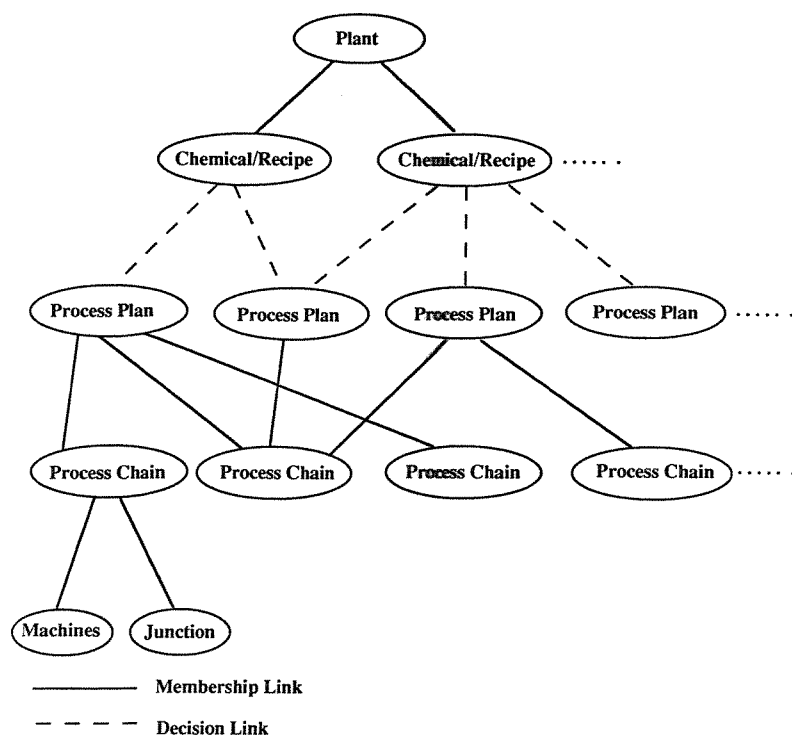 Plant
Chemical/Recipe Chemical/Recipe ......
Process Plan Process Plan Process Plan Process Plan ......
Process Chain Process Chain Process Chain Process Chain ......
Machines Junction
Membership Link
Decision Link